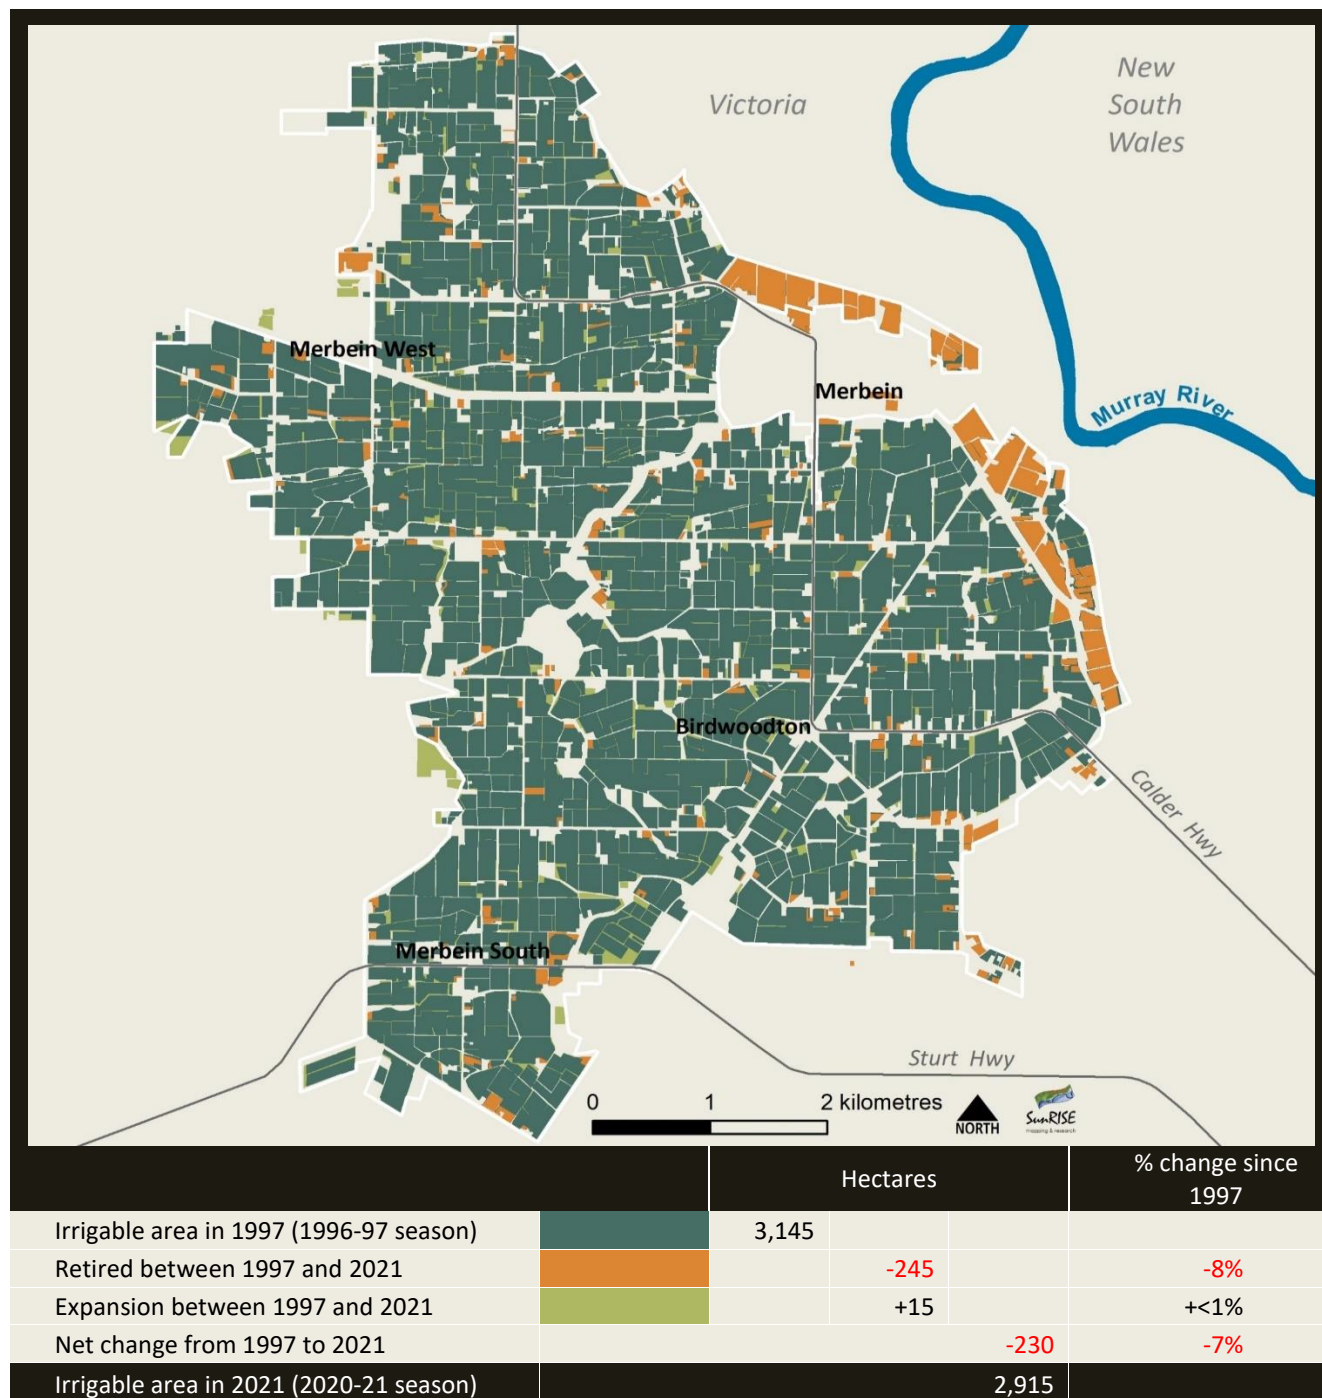 Victoria
New
South
Wales
Merbein West
Merbein
Murray River
Birdwoodton
Calder Hwy
Merbein South
Sturt Hwy
0 1 2 kilometres
NORTH
SunRISE
mapping & research
Hectares
% change since
1997
Irrigable area in 1997 (1996-97 season) 3,145
Retired between 1997 and 2021 -245 -8%
Expansion between 1997 and 2021 +15 +<1%
Net change from 1997 to 2021 -230 -7%
Irrigable area in 2021 (2020-21 season) 2,915